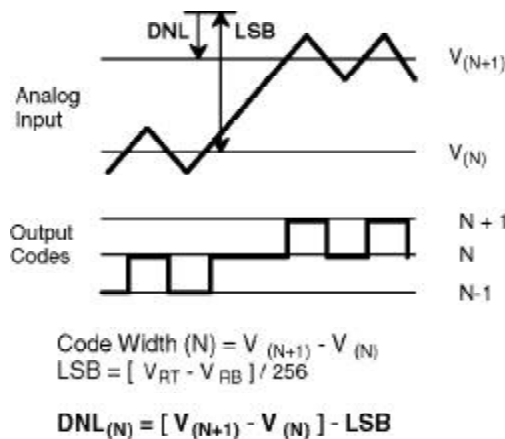 DNL LSB
V(N+1)
Analog
Input
V(N)
Output
Codes
N + 1
N
N-1
Code Width (N) = V (N+1) - V (N)
LSB = [ VRT - VRB ] / 256
DNL(N) = [ V(N+1) - V(N) ] - LSB